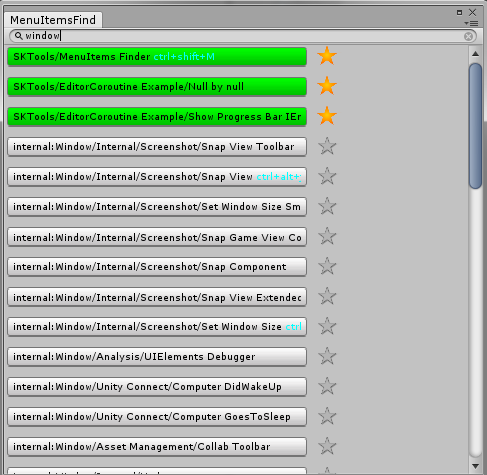 MenuItemsFind
window
SKTools/MenuItems Finder ctrl+shift+M
SKTools/EditorCoroutine Example/Null by null
SKTools/EditorCoroutine Example/Show Progress Bar IEr
internal:Window/Internal/Screenshot/Snap View Toolbar
internal:Window/Internal/Screenshot/Snap View ctrl+alt+
internal:Window/Internal/Screenshot/Set Window Size Sm
internal:Window/Internal/Screenshot/Snap Game View Co
internal:Window/Internal/Screenshot/Snap Component
internal:Window/Internal/Screenshot/Snap View Extended
internal:Window/Internal/Screenshot/Set Window Size ctrl
internal:Window/Analysis/UIElements Debugger
internal:Window/Unity Connect/Computer DidWakeUp
internal:Window/Unity Connect/Computer GoesToSleep
internal:Window/Asset Management/Collab Toolbar